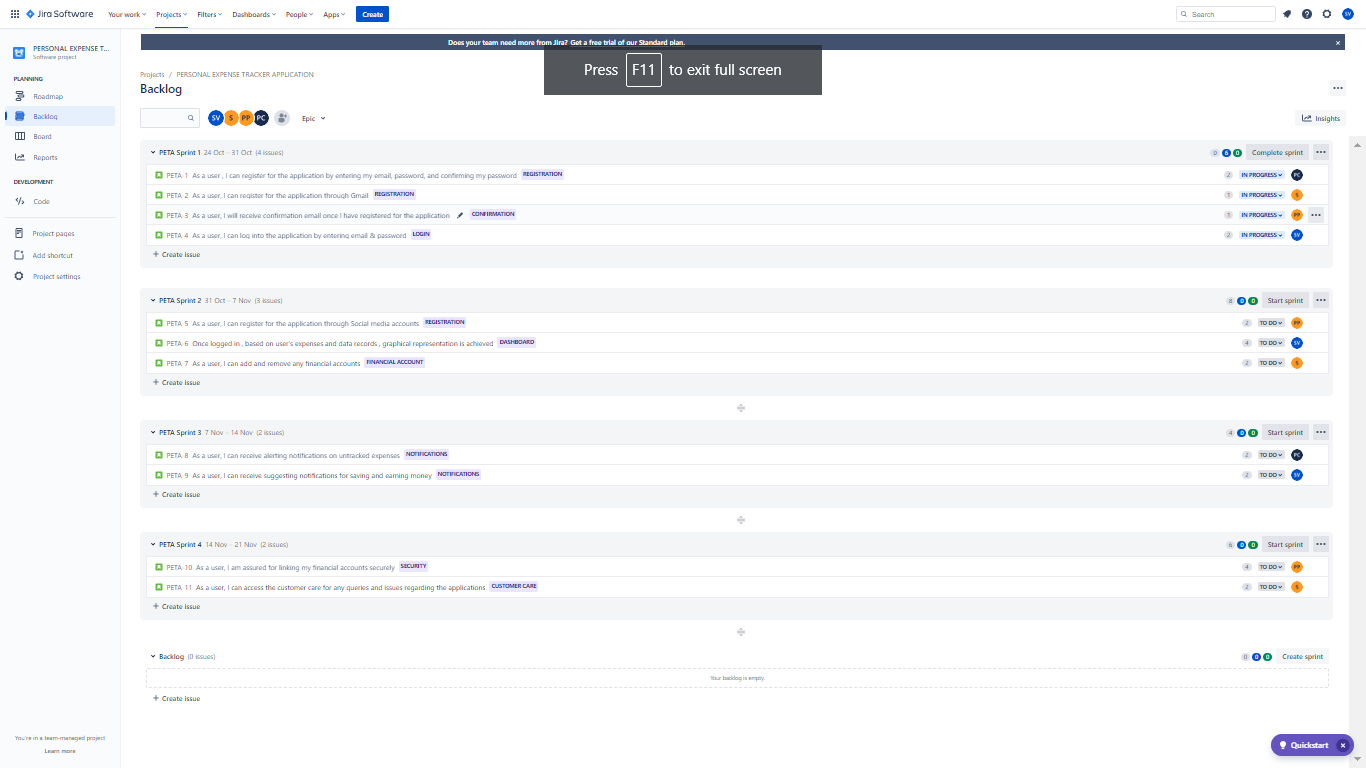 Jira Software Your work Projects Filters Dashboards People Apps Create Search SV
Does your team need more from Jira? Get a free trial of our Standard plan.
Press F11 to exit full screen
PERSONAL EXPENSE T...
Software project
PLANNING
Roadmap
Backlog
Board
Reports
DEVELOPMENT
Code
Project pages
Add shortcut
Project settings
You're in a team-managed project
Learn more
Projects / PERSONAL EXPENSE TRACKER APPLICATION
Backlog
SV S PP PC Epic Insights
PETA Sprint 1 24 Oct – 31 Oct (4 issues) 0 6 0 Complete sprint
PETA-1 As a user , I can register for the application by entering my email, password, and confirming my password REGISTRATION 2 IN PROGRESS PC
PETA-2 As a user, I can register for the application through Gmail REGISTRATION 1 IN PROGRESS S
PETA-3 As a user, I will receive confirmation email once I have registered for the application CONFIRMATION 1 IN PROGRESS PP
PETA-4 As a user, I can log into the application by entering email & password LOGIN 2 IN PROGRESS SV
+ Create issue
PETA Sprint 2 31 Oct – 7 Nov (3 issues) 8 0 0 Start sprint
PETA-5 As a user, I can register for the application through Social media accounts REGISTRATION 2 TO DO PP
PETA-6 Once logged in , based on user's expenses and data records , graphical representation is achieved DASHBOARD 4 TO DO SV
PETA-7 As a user, I can add and remove any financial accounts FINANCIAL ACCOUNT 2 TO DO S
+ Create issue
PETA Sprint 3 7 Nov – 14 Nov (2 issues) 4 0 0 Start sprint
PETA-8 As a user, I can receive alerting notifications on untracked expenses NOTIFICATIONS 2 TO DO PC
PETA-9 As a user, I can receive suggesting notifications for saving and earning money NOTIFICATIONS 2 TO DO SV
+ Create issue
PETA Sprint 4 14 Nov – 21 Nov (2 issues) 6 0 0 Start sprint
PETA-10 As a user, I am assured for linking my financial accounts securely SECURITY 4 TO DO PP
PETA-11 As a user, I can access the customer care for any queries and issues regarding the applications CUSTOMER CARE 2 TO DO S
+ Create issue
Backlog (0 issues) 0 0 0 Create sprint
Your backlog is empty.
+ Create issue
Quickstart